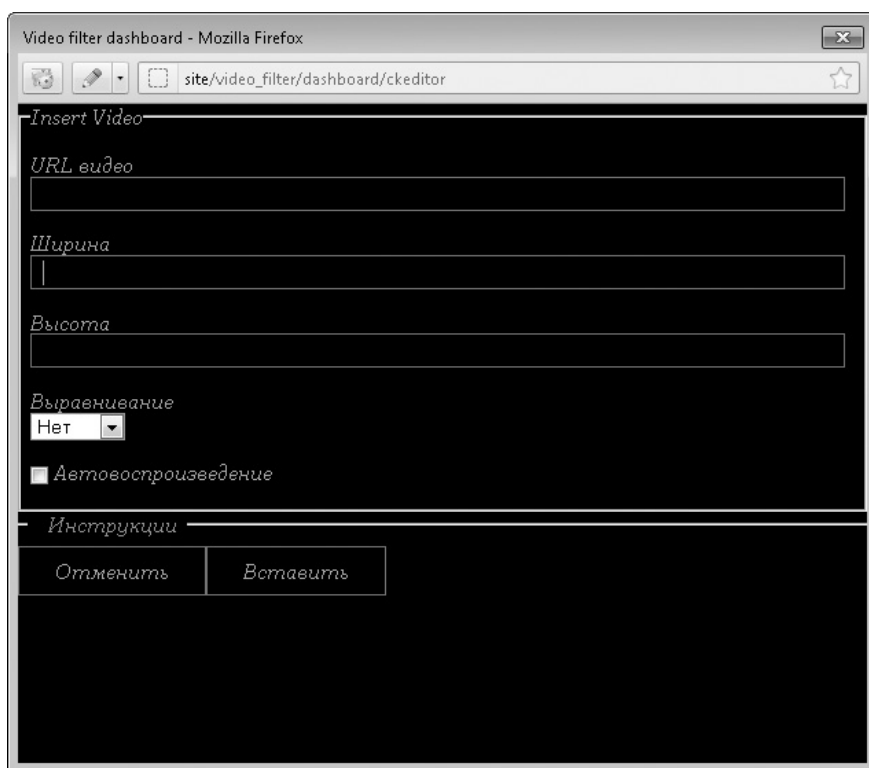 Video filter dashboard - Mozilla Firefox
site/video_filter/dashboard/ckeditor
Insert Video
URL видео
Ширина
Высота
Выравнивание
Нет
Автовоспроизведение
Инструкции
Отменить Вставить